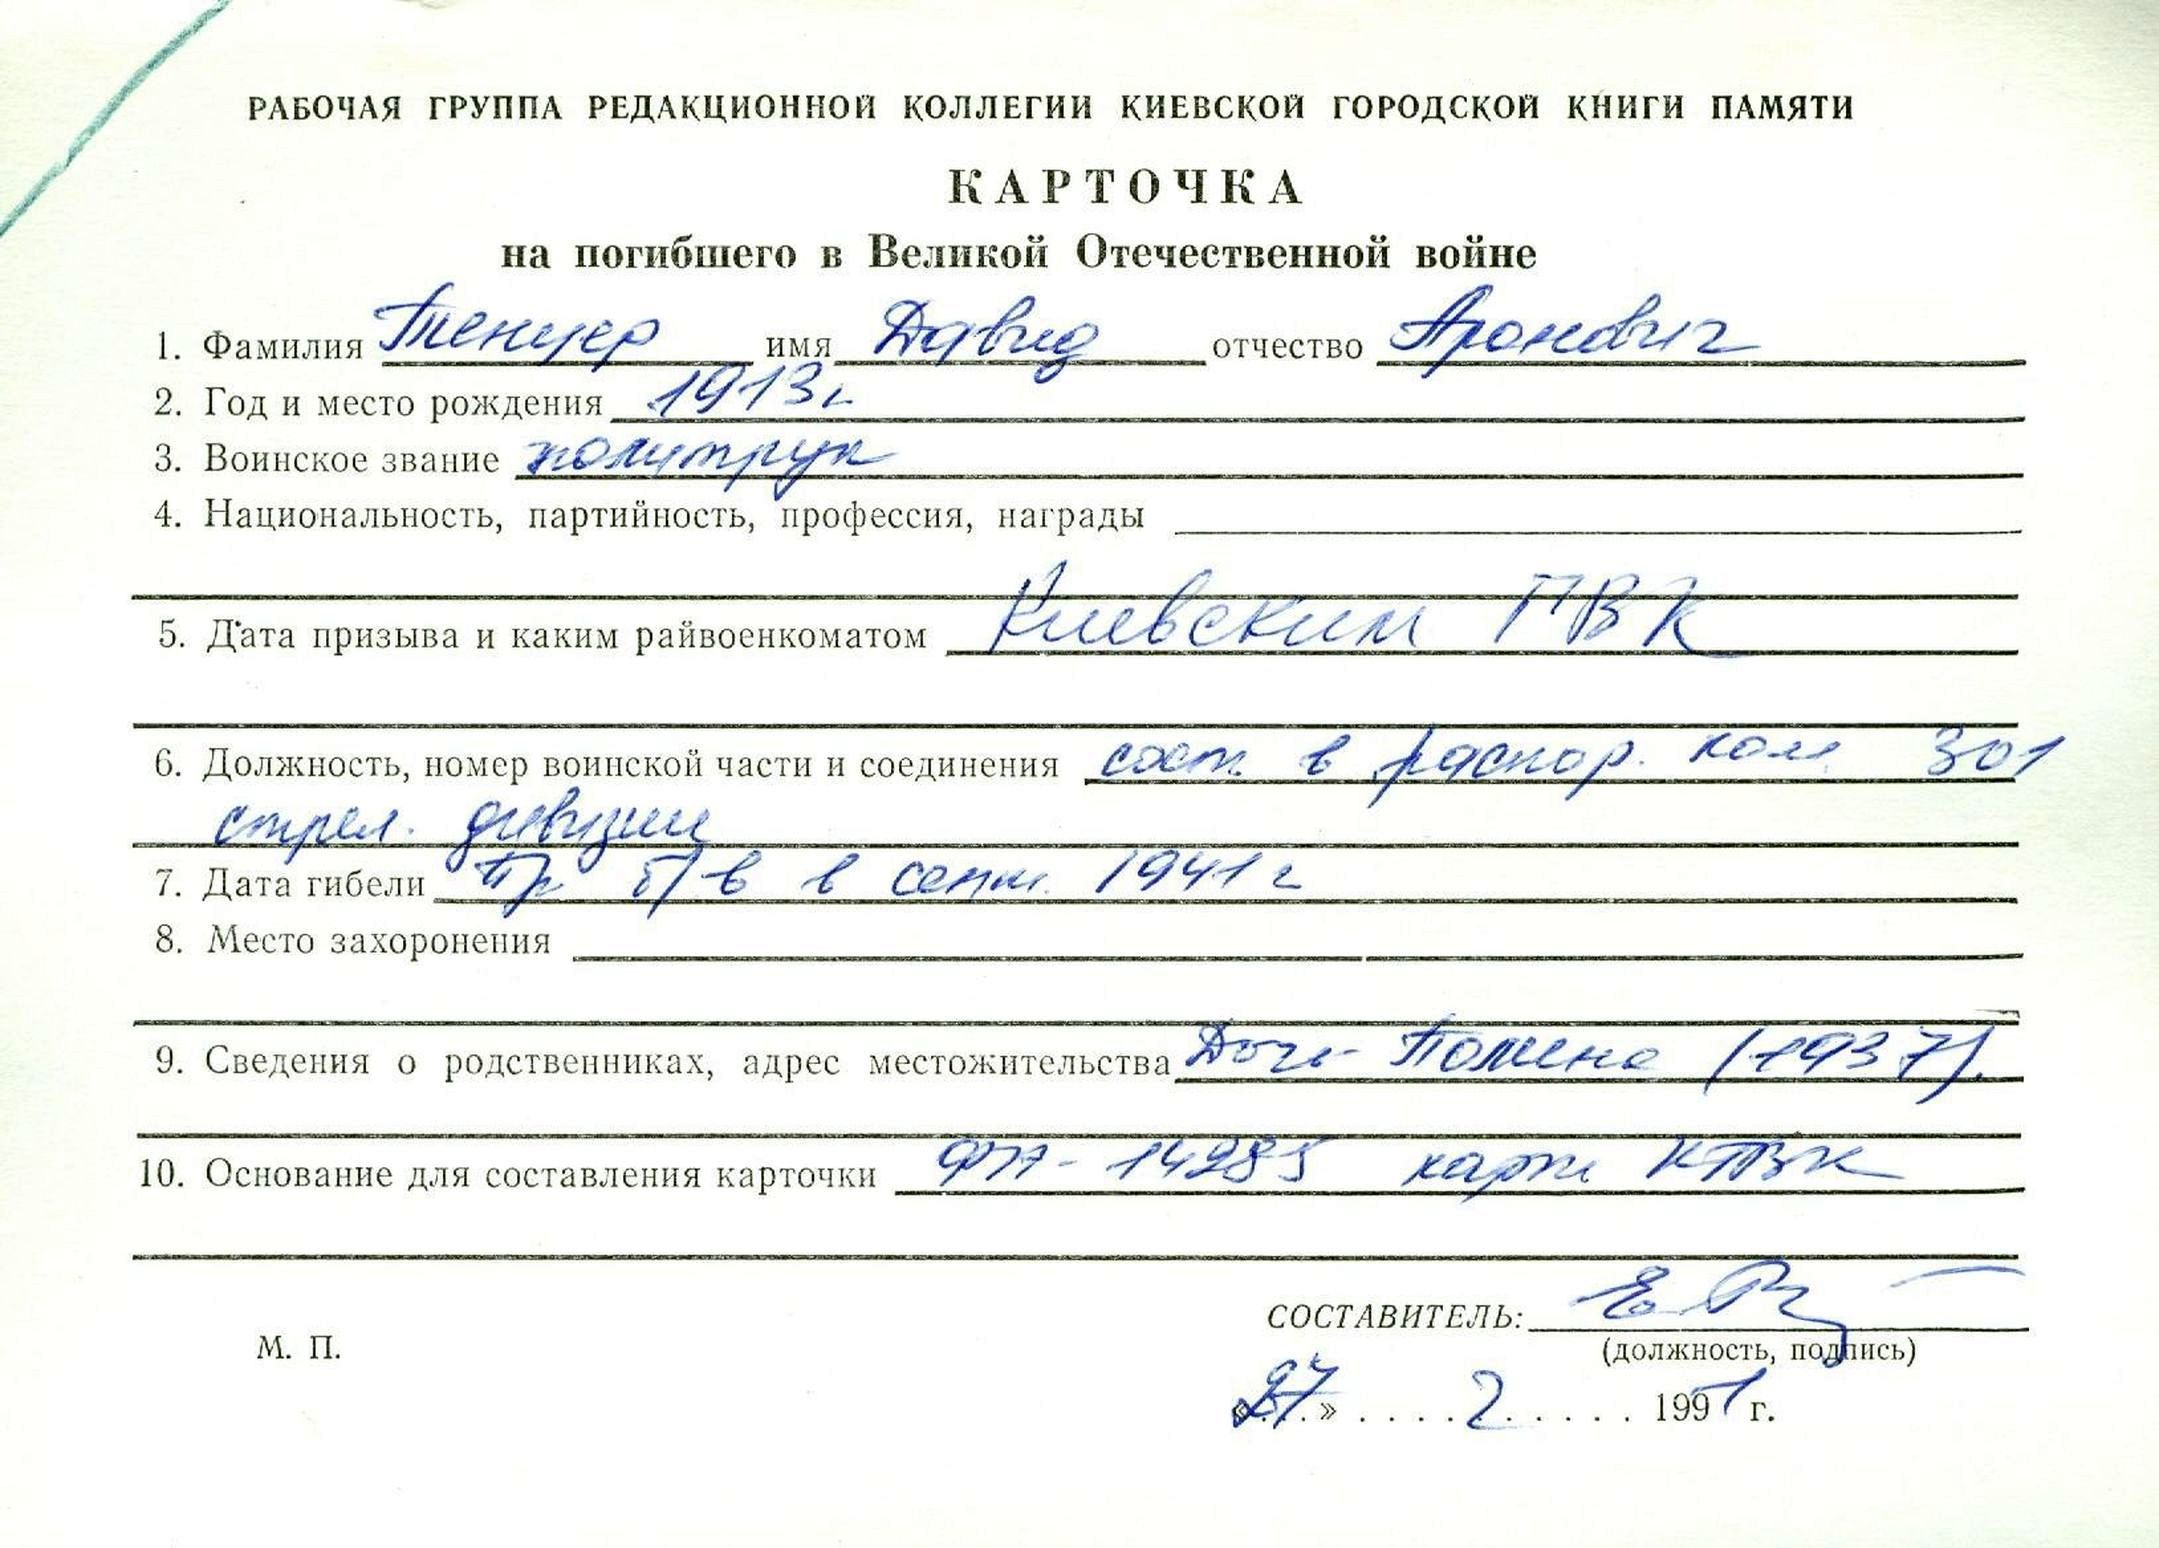 РАБОЧАЯ ГРУППА РЕДАКЦИОННОЙ КОЛЛЕГИИ КИЕВСКОЙ ГОРОДСКОЙ КНИГИ ПАМЯТИ
КАРТОЧКА
на погибшего в Великой Отечественной войне
1. Фамилия Тенцер имя Давид отчество Аронович
2. Год и место рождения 1913г
3. Воинское звание политрук
4. Национальность, партийность, профессия, награды
5. Дата призыва и каким райвоенкоматом Киевским ГВК
6. Должность, номер воинской части и соединения сост. в распор. ком. 301
стрел. дивизии
7. Дата гибели Пр б/в в сент. 1941 г
8. Место захоронения
9. Сведения о родственниках, адрес местожительства Дочь (1937).
10. Основание для составления карточки 14285 карт КГВК
СОСТАВИТЕЛЬ:
М. П.
(должность, подпись)
«27» . . . . 2 . . . . . 1991 г.